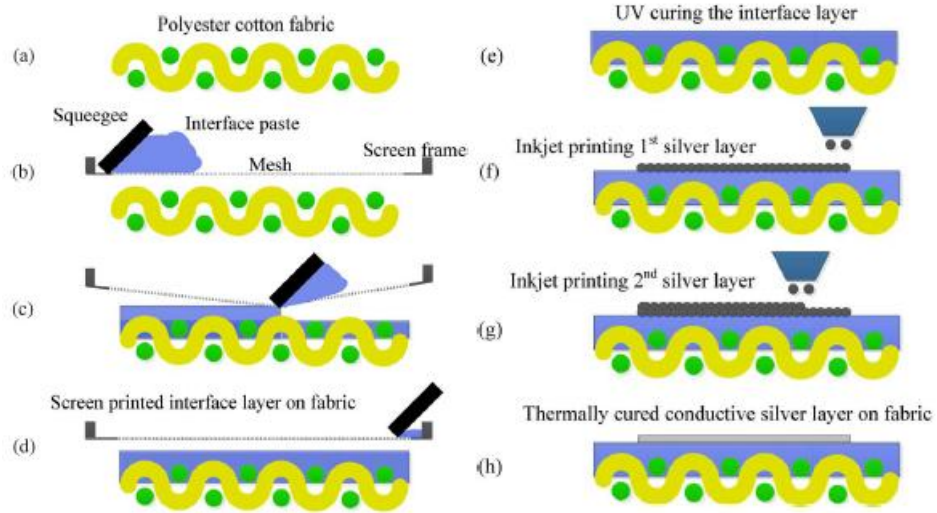 Polyester cotton fabric
(a)
Squeegee
Interface paste
Mesh
Screen frame
(b)
(c)
Screen printed interface layer on fabric
(d)
UV curing the interface layer
(e)
Inkjet printing 1st silver layer
(f)
Inkjet printing 2nd silver layer
(g)
Thermally cured conductive silver layer on fabric
(h)